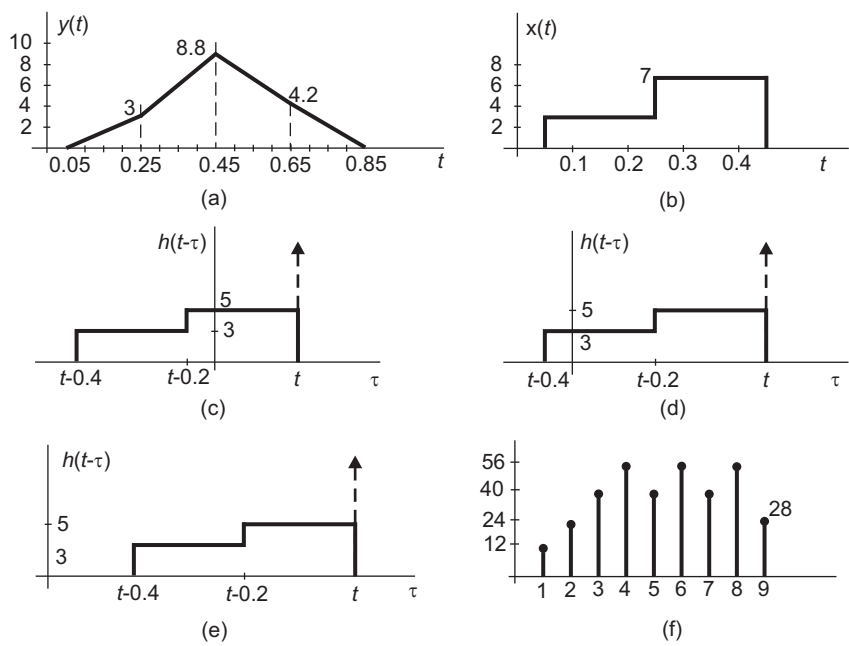 y(t)
10
8
6
4
2
3
8.8
4.2
0.05 0.25 0.45 0.65 0.85 t
(a)
x(t)
8
6
4
2
7
0.1 0.2 0.3 0.4 t
(b)
h(t-τ)
5
3
t-0.4 t-0.2 t τ
(c)
h(t-τ)
5
3
t-0.4 t-0.2 t τ
(d)
h(t-τ)
5
3
t-0.4 t-0.2 t τ
(e)
56
40
24
12
28
1 2 3 4 5 6 7 8 9
(f)